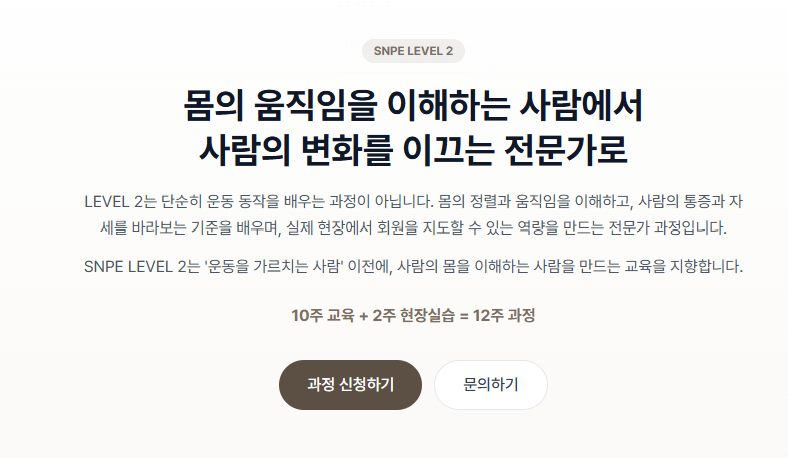 SNPE LEVEL 2
몸의 움직임을 이해하는 사람에서
사람의 변화를 이끄는 전문가로
LEVEL 2는 단순히 운동 동작을 배우는 과정이 아닙니다. 몸의 정렬과 움직임을 이해하고, 사람의 통증과 자
세를 바라보는 기준을 배우며, 실제 현장에서 회원을 지도할 수 있는 역량을 만드는 전문가 과정입니다.
SNPE LEVEL 2는 '운동을 가르치는 사람' 이전에, 사람의 몸을 이해하는 사람을 만드는 교육을 지향합니다.
10주 교육 + 2주 현장실습 = 12주 과정
과정 신청하기
문의하기